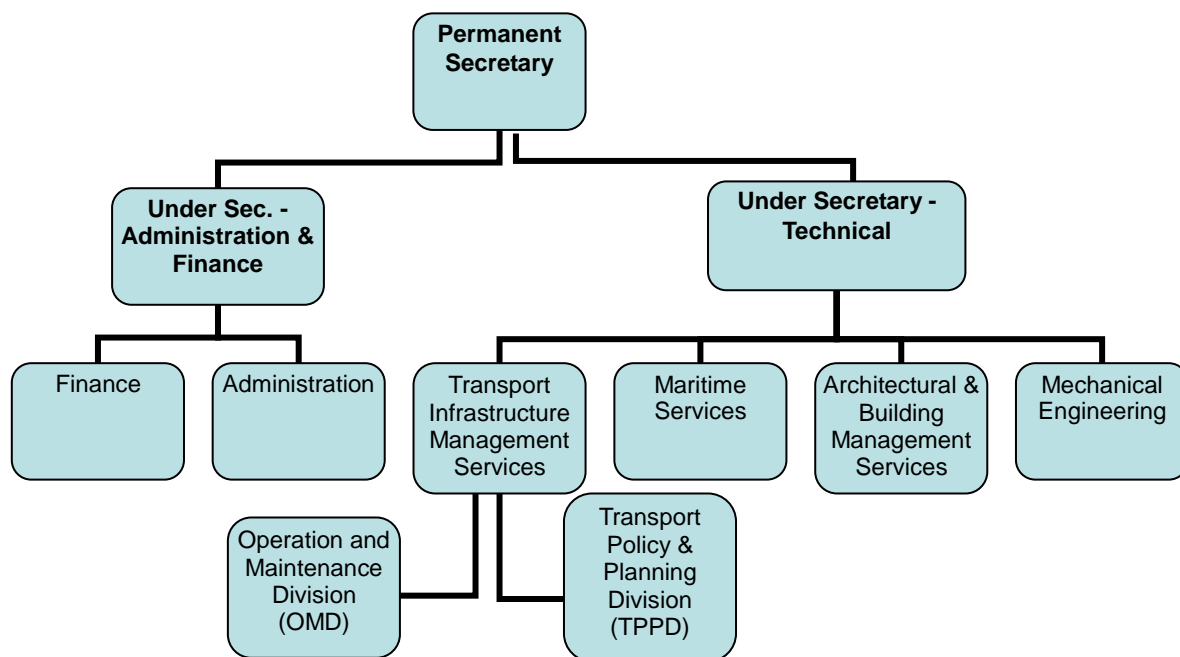 Permanent
Secretary
Under Sec. -
Administration &
Finance
Under Secretary -
Technical
Finance
Administration
Transport
Infrastructure
Management
Services
Maritime
Services
Architectural &
Building
Management
Services
Mechanical
Engineering
Operation and
Maintenance
Division
(OMD)
Transport
Policy &
Planning
Division
(TPPD)